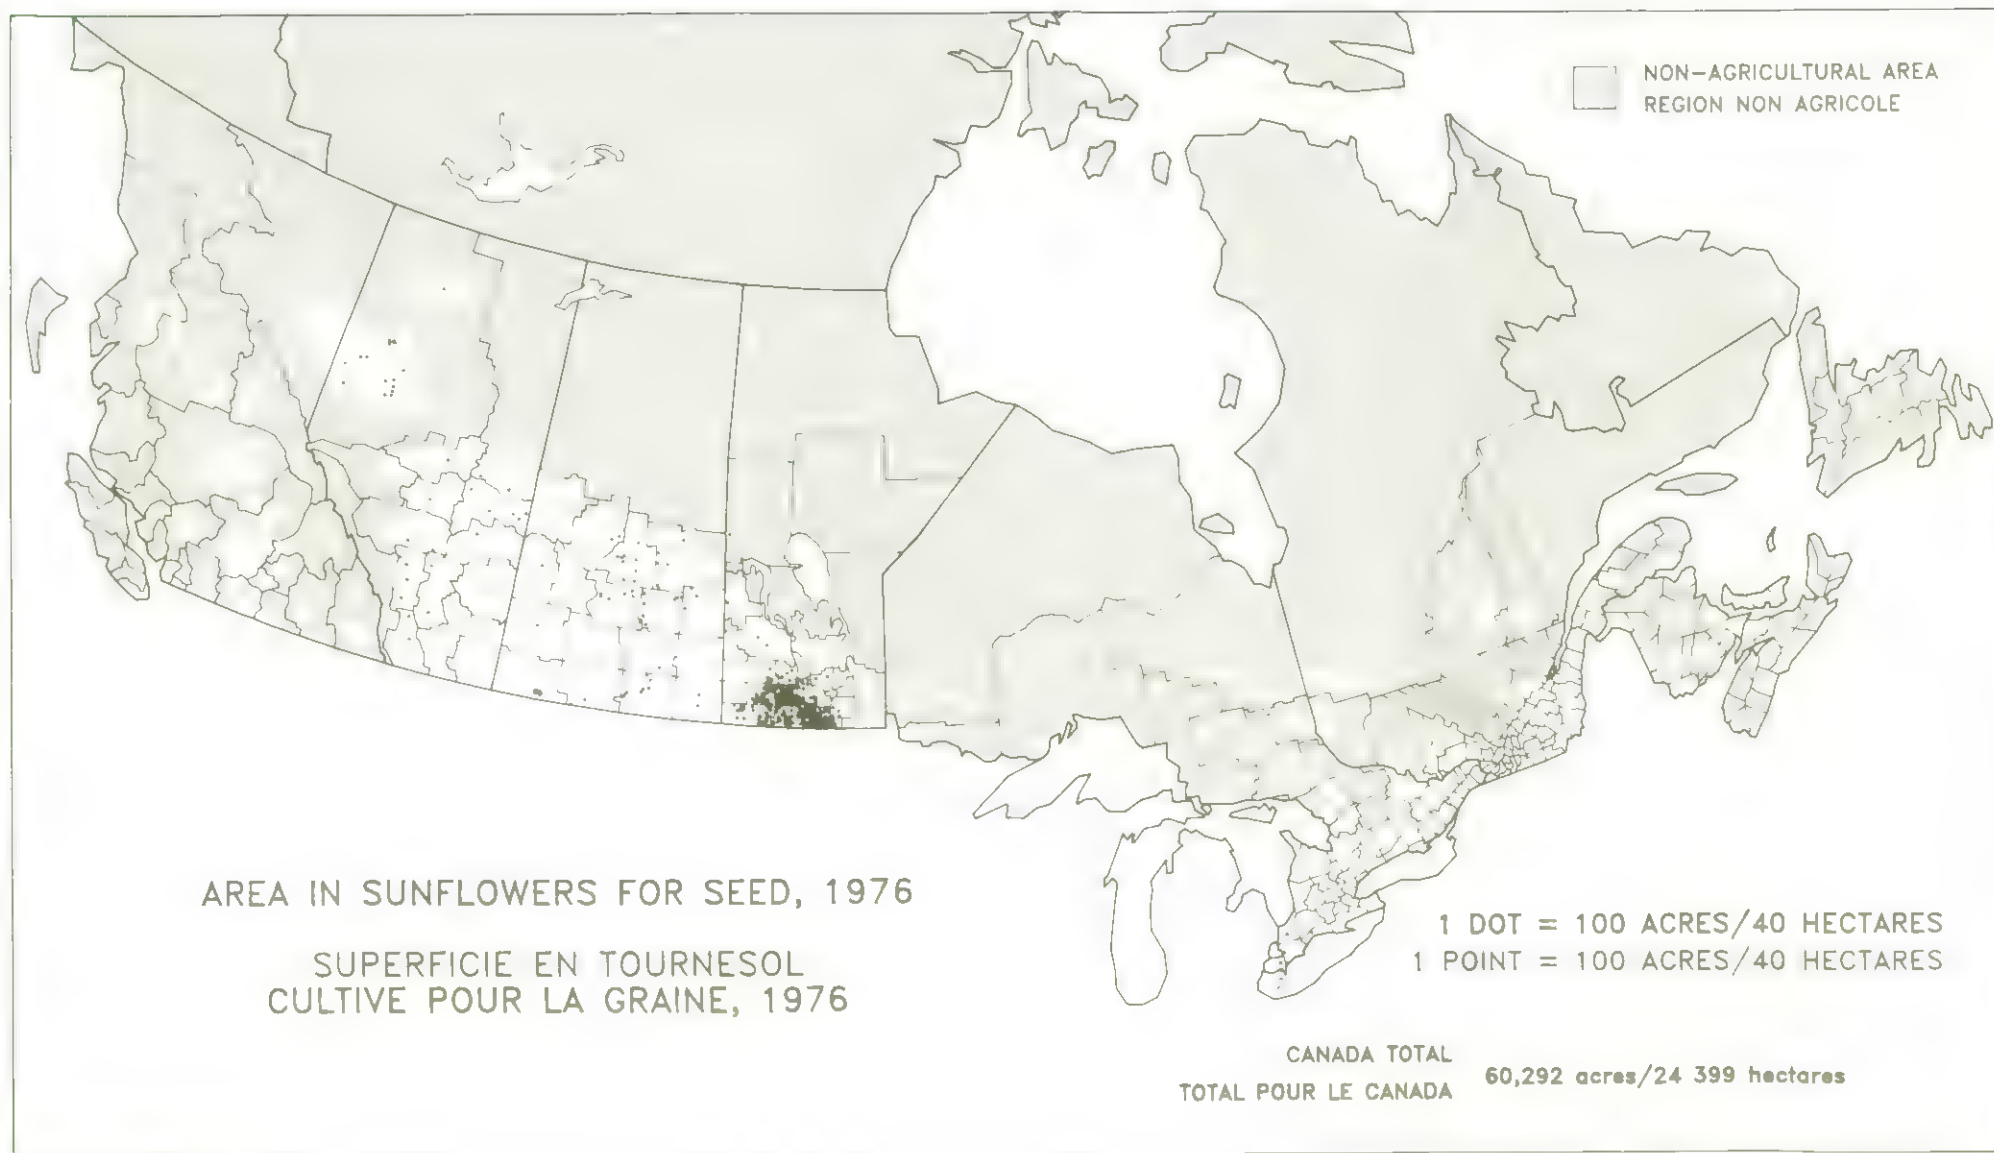 NON-AGRICULTURAL AREA
REGION NON AGRICOLE
AREA IN SUNFLOWERS FOR SEED, 1976
SUPERFICIE EN TOURNESOL
CULTIVE POUR LA GRAINE, 1976
1 DOT = 100 ACRES/40 HECTARES
1 POINT = 100 ACRES/40 HECTARES
CANADA TOTAL
TOTAL POUR LE CANADA
60,292 acres/24 399 hectares